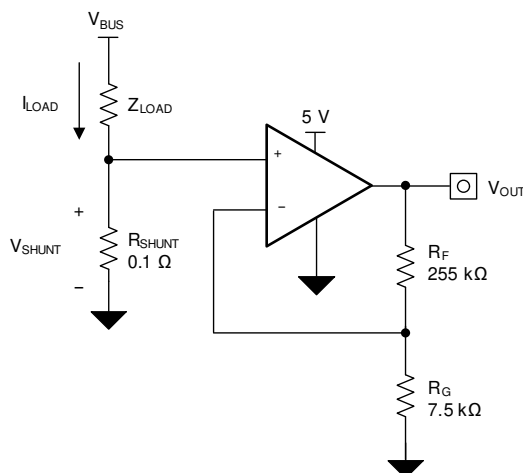 VBUS
ILOAD
ZLOAD
5 V
+
−
VOUT
+
VSHUNT
−
RSHUNT
0.1 Ω
RF
255 kΩ
RG
7.5 kΩ